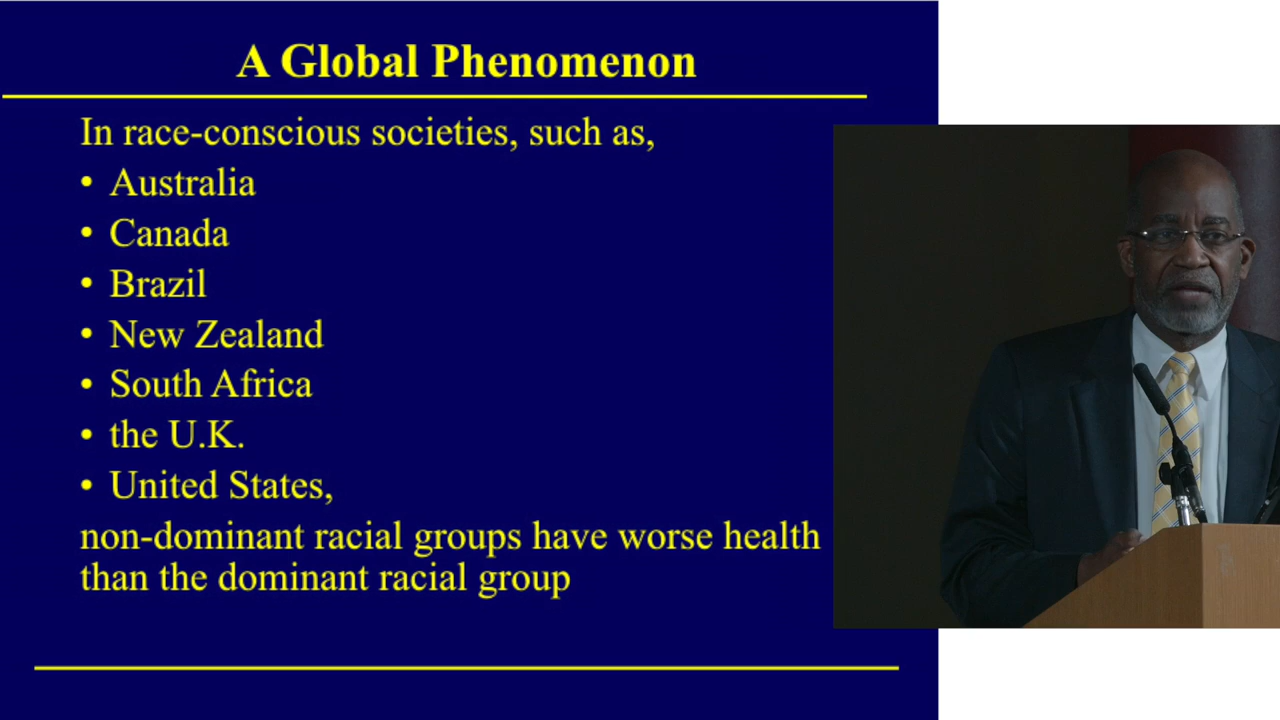 A Global Phenomenon
In race-conscious societies, such as,
• Australia
• Canada
• Brazil
• New Zealand
• South Africa
• the U.K.
• United States,
non-dominant racial groups have worse health
than the dominant racial group